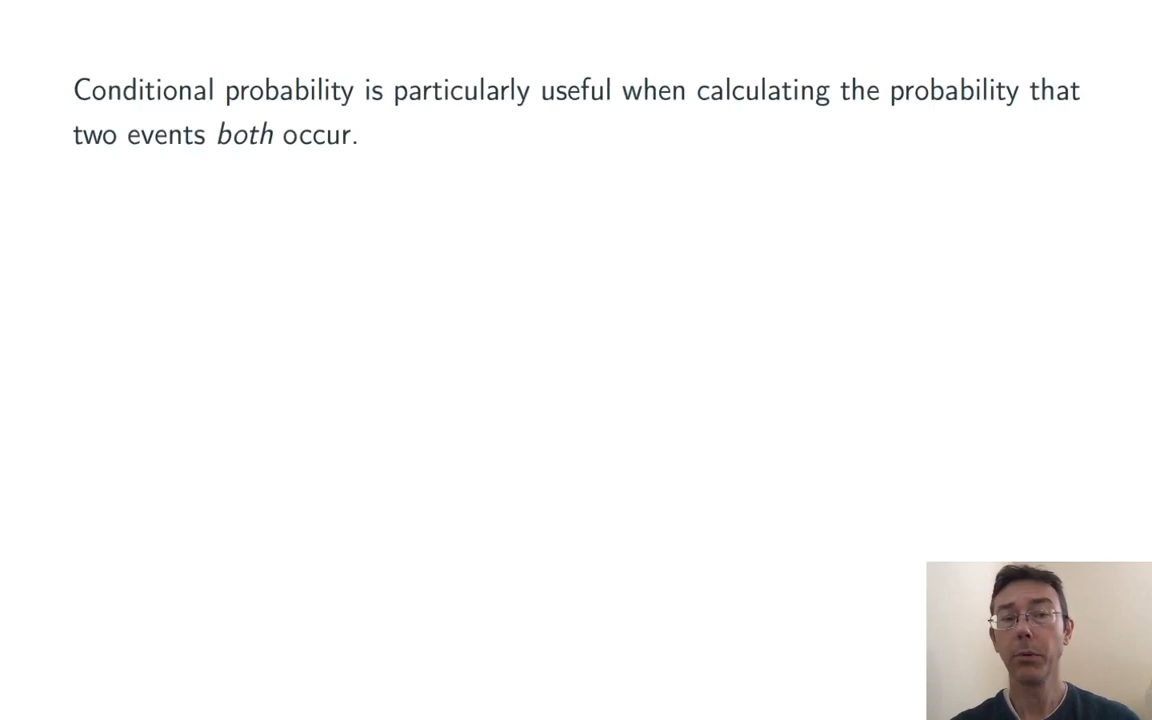 Conditional probability is particularly useful when calculating the probability that
two events both occur.